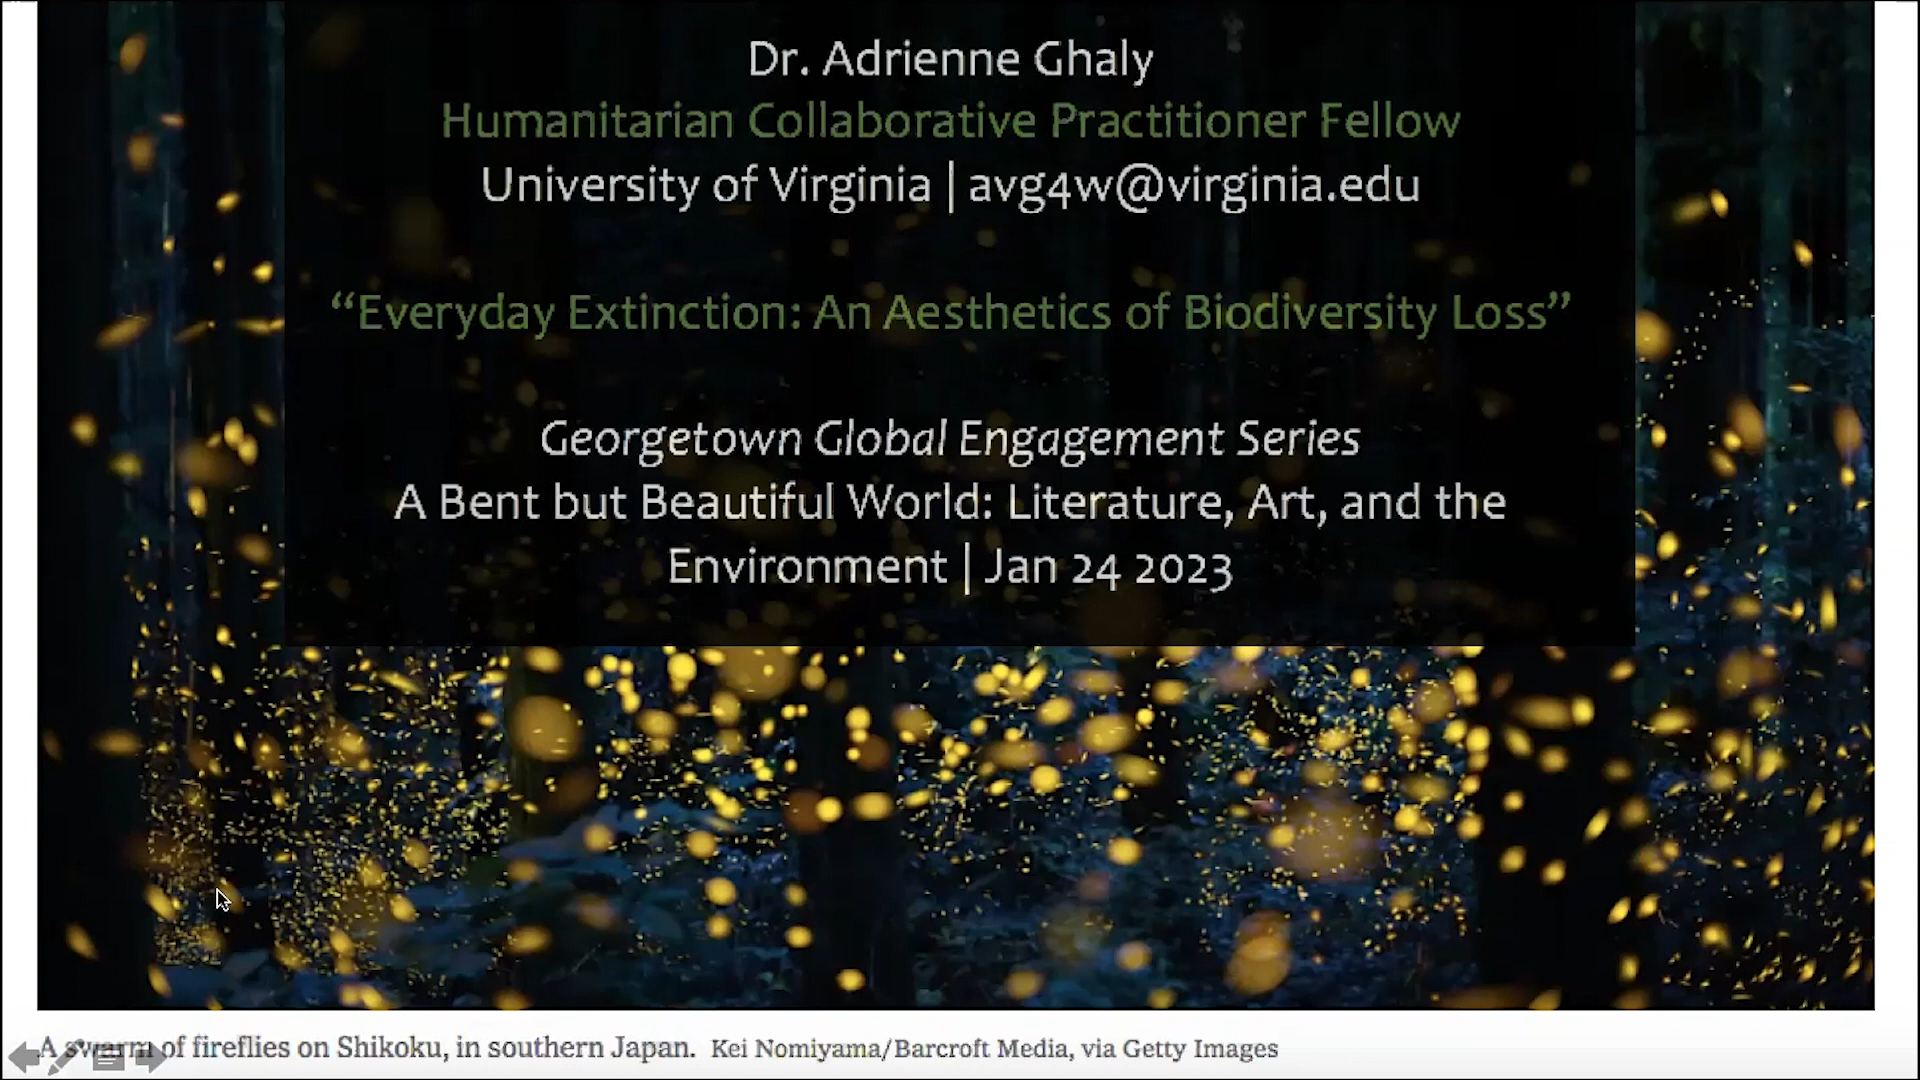 Dr. Adrienne Ghaly
Humanitarian Collaborative Practitioner Fellow
University of Virginia | avg4w@virginia.edu
“Everyday Extinction: An Aesthetics of Biodiversity Loss”
Georgetown Global Engagement Series
A Bent but Beautiful World: Literature, Art, and the
Environment | Jan 24 2023
A swarm of fireflies on Shikoku, in southern Japan. Kei Nomiyama/Barcroft Media, via Getty Images